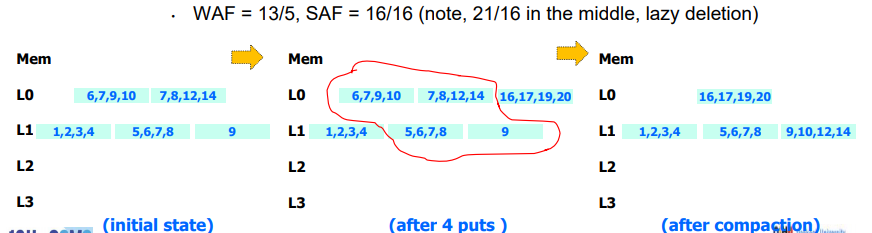 • WAF = 13/5, SAF = 16/16 (note, 21/16 in the middle, lazy deletion)
Mem Mem Mem
L0 6,7,9,10 7,8,12,14 L0 6,7,9,10 7,8,12,14 16,17,19,20 L0 16,17,19,20
L1 1,2,3,4 5,6,7,8 9 L1 1,2,3,4 5,6,7,8 9 L1 1,2,3,4 5,6,7,8 9,10,12,14
L2 L2 L2
L3 L3 L3
(initial state) (after 4 puts ) (after compaction)